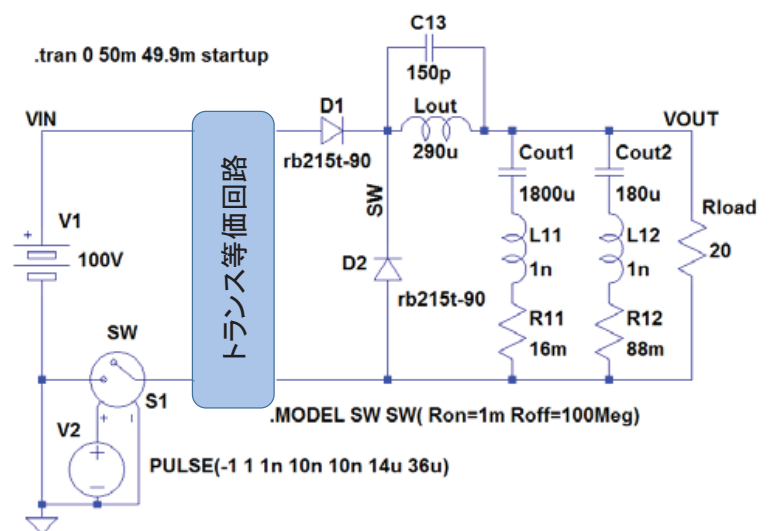 .tran 0 50m 49.9m startup
C13
150p
VIN
D1
rb215t-90
Lout
290u
VOUT
Cout1
1800u
Cout2
180u
Rload
20
V1
+
100V
トランス等価回路
SW
D2
rb215t-90
L11
1n
L12
1n
R11
16m
R12
88m
SW
S1
.MODEL SW SW( Ron=1m Roff=100Meg)
V2
PULSE(-1 1 1n 10n 10n 14u 36u)